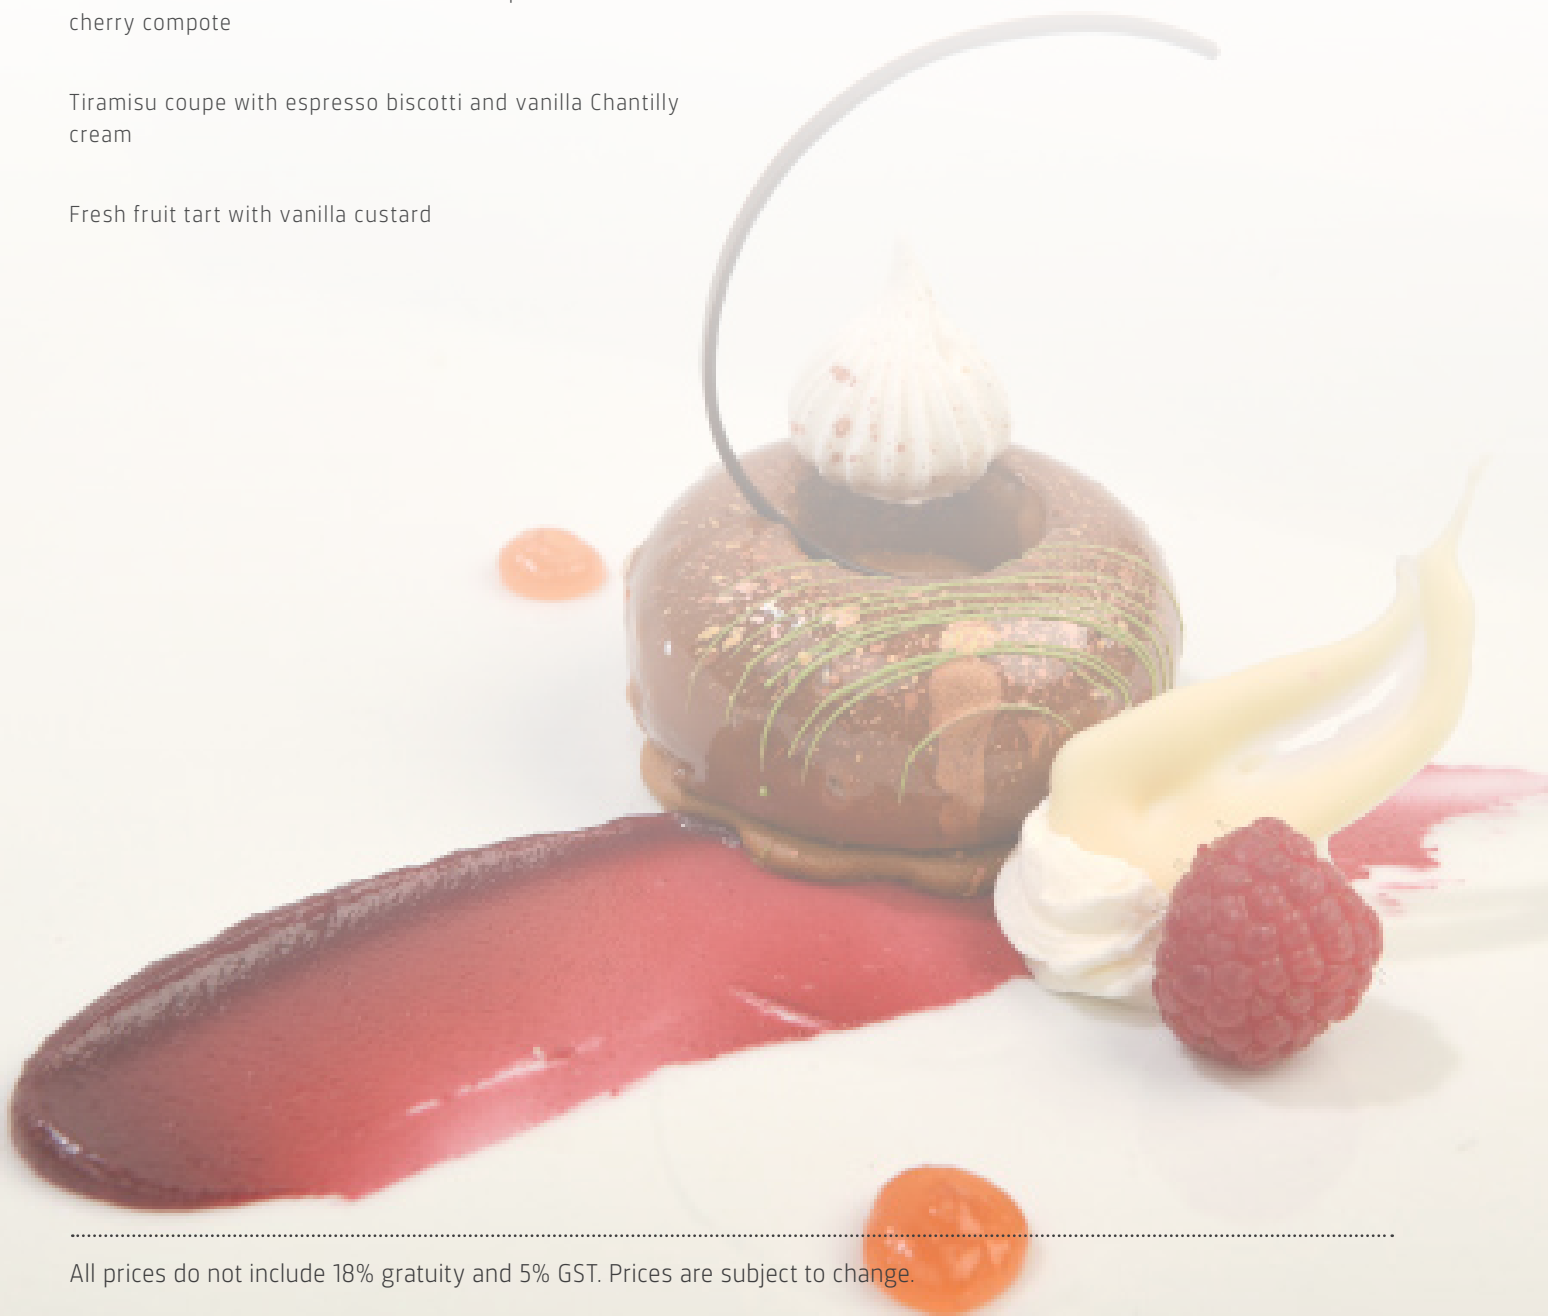 cherry compote
Tiramisu coupe with espresso biscotti and vanilla Chantilly
cream
Fresh fruit tart with vanilla custard
All prices do not include 18% gratuity and 5% GST. Prices are subject to change.